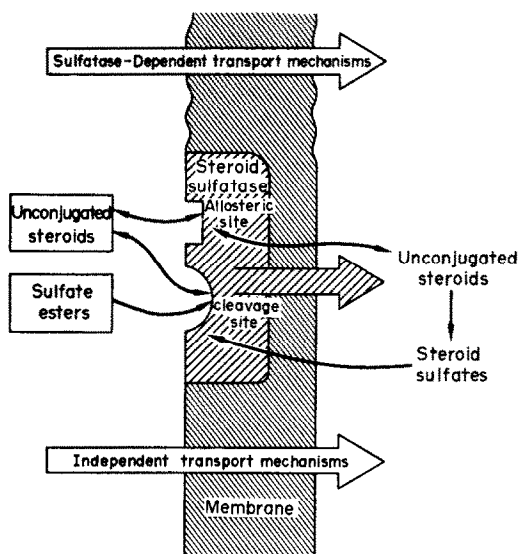 Sulfatase-Dependent transport mechanisms
Steroid
sulfatase
Allosteric
site
Unconjugated
steroids
Sulfate
esters
cleavage
site
Unconjugated
steroids
Steroid
sulfates
Independent transport mechanisms
Membrane